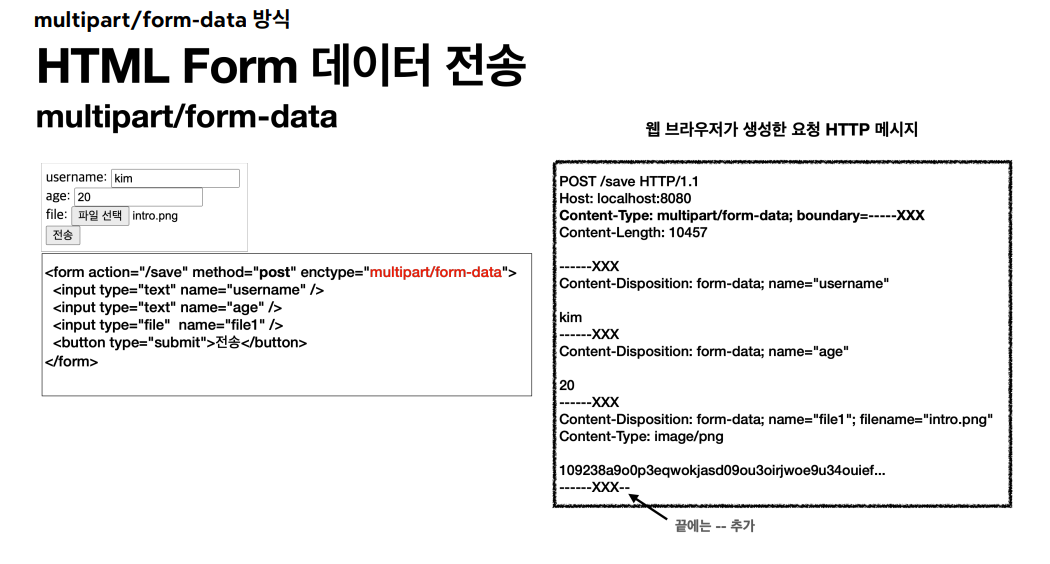 multipart/form-data 방식
HTML Form 데이터 전송
multipart/form-data
username: kim
age: 20
file: 파일 선택 intro.png
전송
<form action="/save" method="post" enctype="multipart/form-data">
<input type="text" name="username" />
<input type="text" name="age" />
<input type="file"  name="file1" />
<button type="submit">전송</button>
</form>
웹 브라우저가 생성한 요청 HTTP 메시지
POST /save HTTP/1.1
Host: localhost:8080
Content-Type: multipart/form-data; boundary=-----XXX
Content-Length: 10457
------XXX
Content-Disposition: form-data; name="username"
kim
------XXX
Content-Disposition: form-data; name="age"
20
------XXX
Content-Disposition: form-data; name="file1"; filename="intro.png"
Content-Type: image/png
109238a9o0p3eqwokjasd09ou3oirjwoe9u34ouief...
------XXX--
끝에는 -- 추가